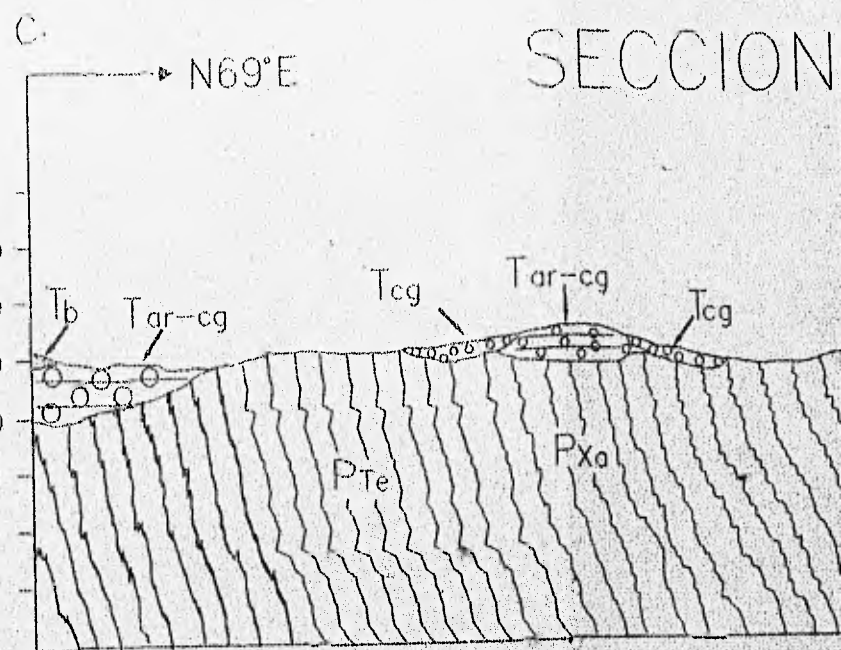 C.
SECCION
N69°E
Tcg
Tar-cg
Tb
Tar-cg
Tcg
PTe
PXa